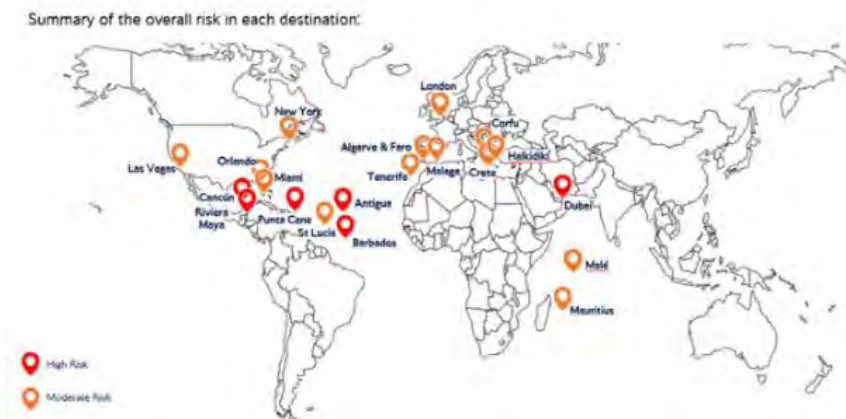 Summary of the overall risk in each destination:
London
New York
Corfu
Algarve & Faro
Halkidiki
Las Vegas
Orlando
Malaga
Crete
Tenerife
Miami
Cancún
Antigua
Dubai
Riviera
Maya
Punta Cana
St Lucia
Barbados
Malé
Mauritius
High Risk
Moderate Risk